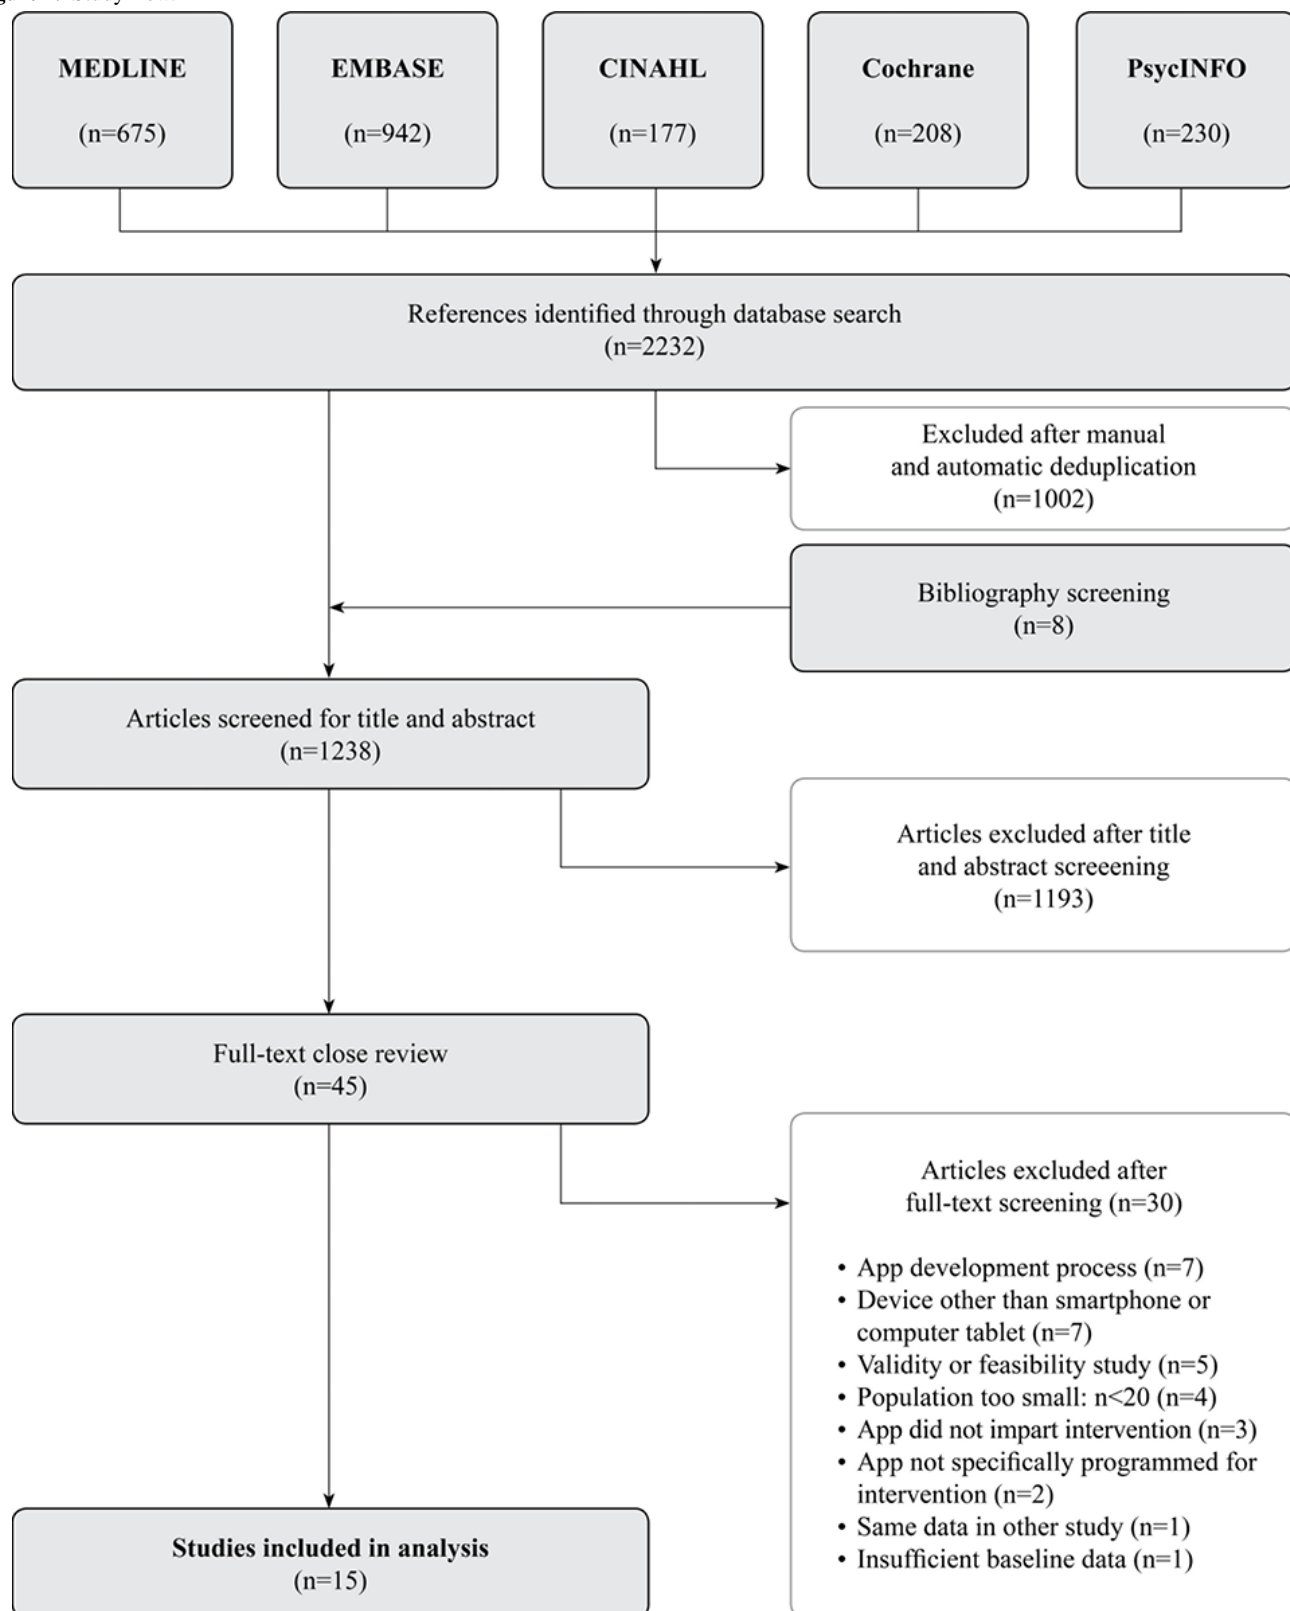 MEDLINE
(n=675)
EMBASE
(n=942)
CINAHL
(n=177)
Cochrane
(n=208)
PsycINFO
(n=230)
References identified through database search
(n=2232)
Excluded after manual
and automatic deduplication
(n=1002)
Bibliography screening
(n=8)
Articles screened for title and abstract
(n=1238)
Articles excluded after title
and abstract screeening
(n=1193)
Full-text close review
(n=45)
Articles excluded after
full-text screening (n=30)
• App development process (n=7)
• Device other than smartphone or
computer tablet (n=7)
• Validity or feasibility study (n=5)
• Population too small: n<20 (n=4)
• App did not impart intervention (n=3)
• App not specifically programmed for
intervention (n=2)
• Same data in other study (n=1)
• Insufficient baseline data (n=1)
Studies included in analysis
(n=15)